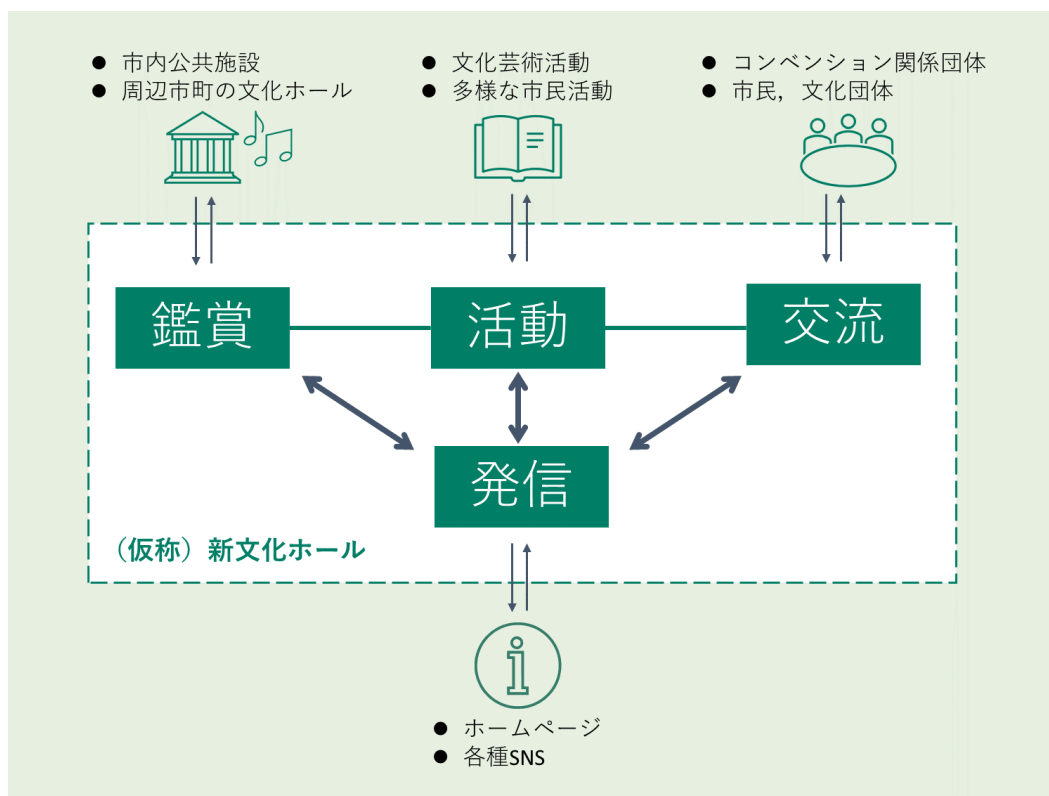 ● 市内公共施設
● 周辺市町の文化ホール
● 文化芸術活動
● 多様な市民活動
● コンベンション関係団体
● 市民，文化団体
鑑賞
活動
交流
発信
（仮称）新文化ホール
● ホームページ
● 各種SNS